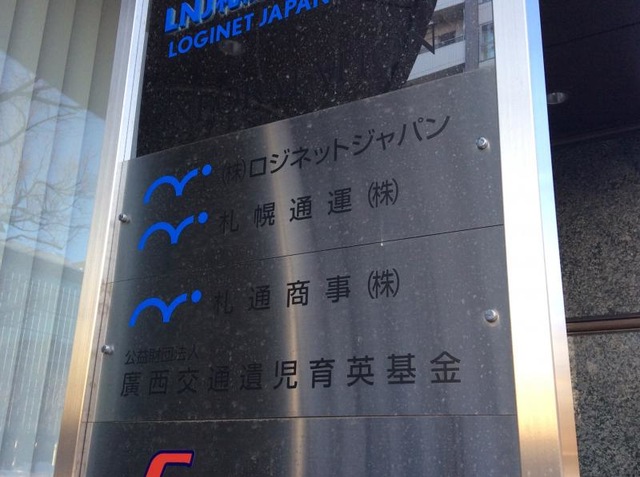 LOGINET JAPAN
(株)ロジネットジャパン
札幌通運(株)
札通商事(株)
公益財団法人
廣西交通遺児育英基金